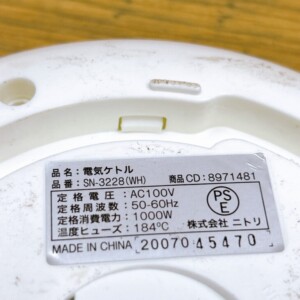 品名：電気ケトル
品番：SN-3228(WH) 商品CD：8971481
定格電圧：AC100V
定格周波数：50-60Hz
定格消費電力：1000W
温度ヒューズ：184℃
PSE
株式会社ニトリ
MADE IN CHINA 20070 45470